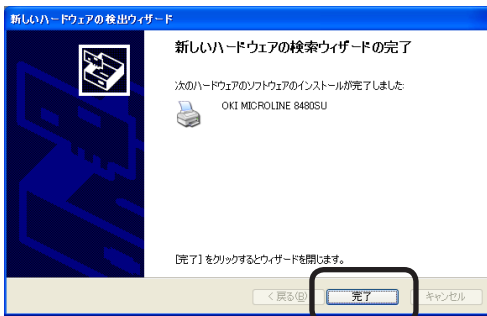 新しいハードウェアの検出ウィザード
新しいハードウェアの検索ウィザードの完了
次のハードウェアのソフトウェアのインストールが完了しました:
OKI MICROLINE 8480SU
[完了] をクリックするとウィザードを閉じます。
< 戻る(B)
完了
キャンセル